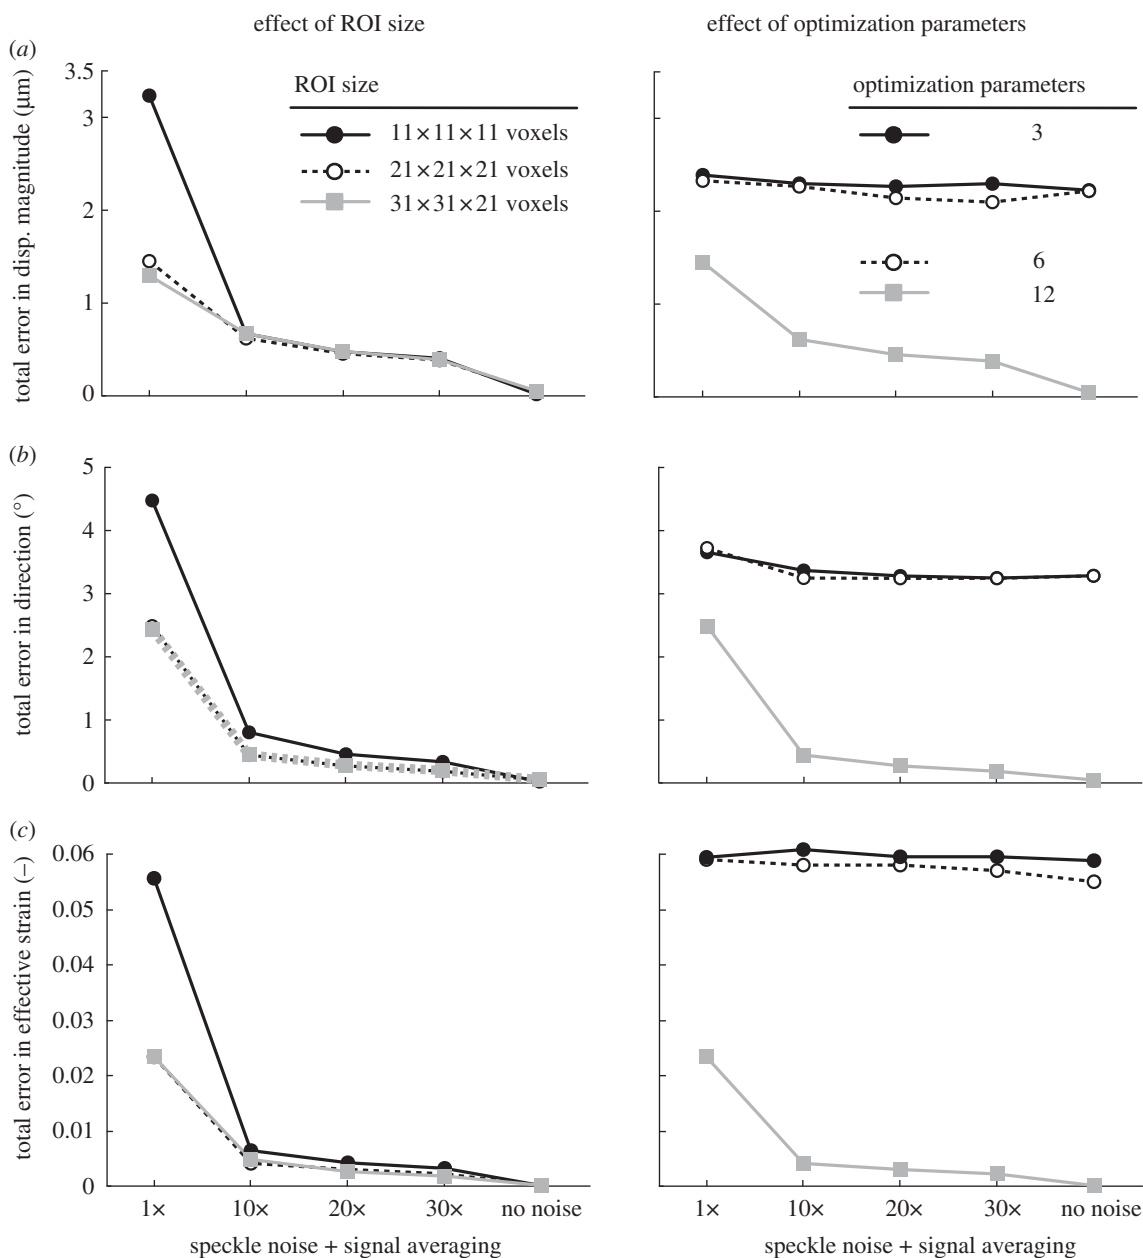 effect of ROI size
effect of optimization parameters
(a)
total error in disp. magnitude (µm)
3.5
3
2
1
0
ROI size
11×11×11 voxels
21×21×21 voxels
31×31×21 voxels
optimization parameters
3
6
12
(b)
total error in direction (°)
5
4
3
2
1
0
(c)
total error in effective strain (–)
0.06
0.05
0.04
0.03
0.02
0.01
0
1× 10× 20× 30× no noise
speckle noise + signal averaging
1× 10× 20× 30× no noise
speckle noise + signal averaging